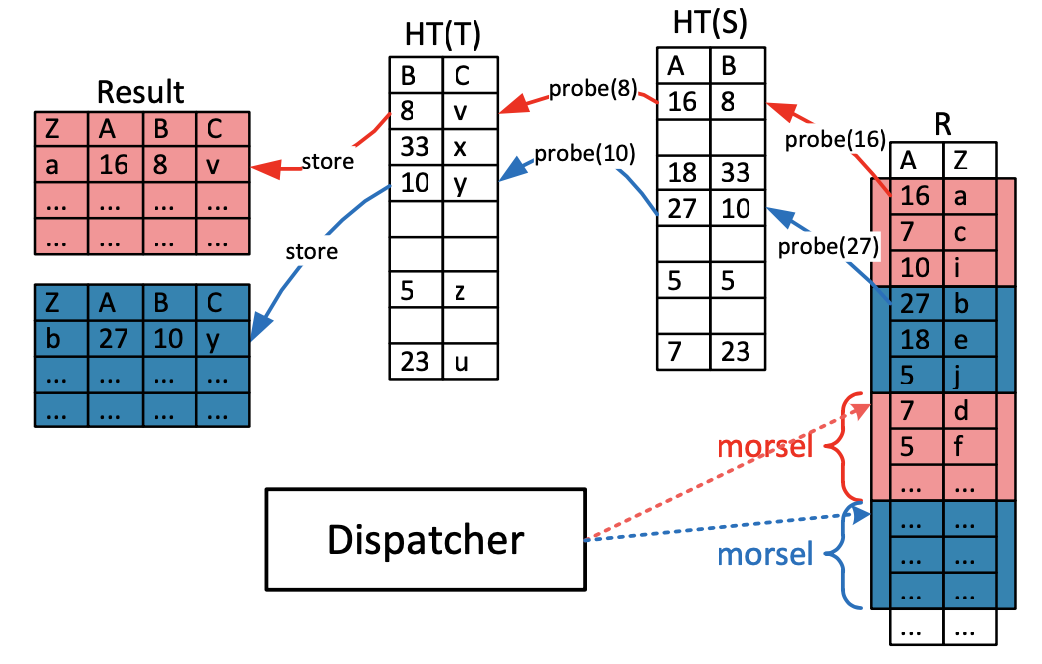 HT(T)
HT(S)
Result
R
B C
8 v
33 x
10 y
5 z
23 u
A B
16 8
18 33
27 10
5 5
7 23
Z A B C
a 16 8 v
... ... ... ...
... ... ... ...
Z A B C
b 27 10 y
... ... ... ...
... ... ... ...
A Z
16 a
7 c
10 i
27 b
18 e
5 j
7 d
5 f
... ...
... ...
... ...
... ...
... ...
probe(8)
probe(10)
probe(16)
probe(27)
store
store
morsel
morsel
Dispatcher